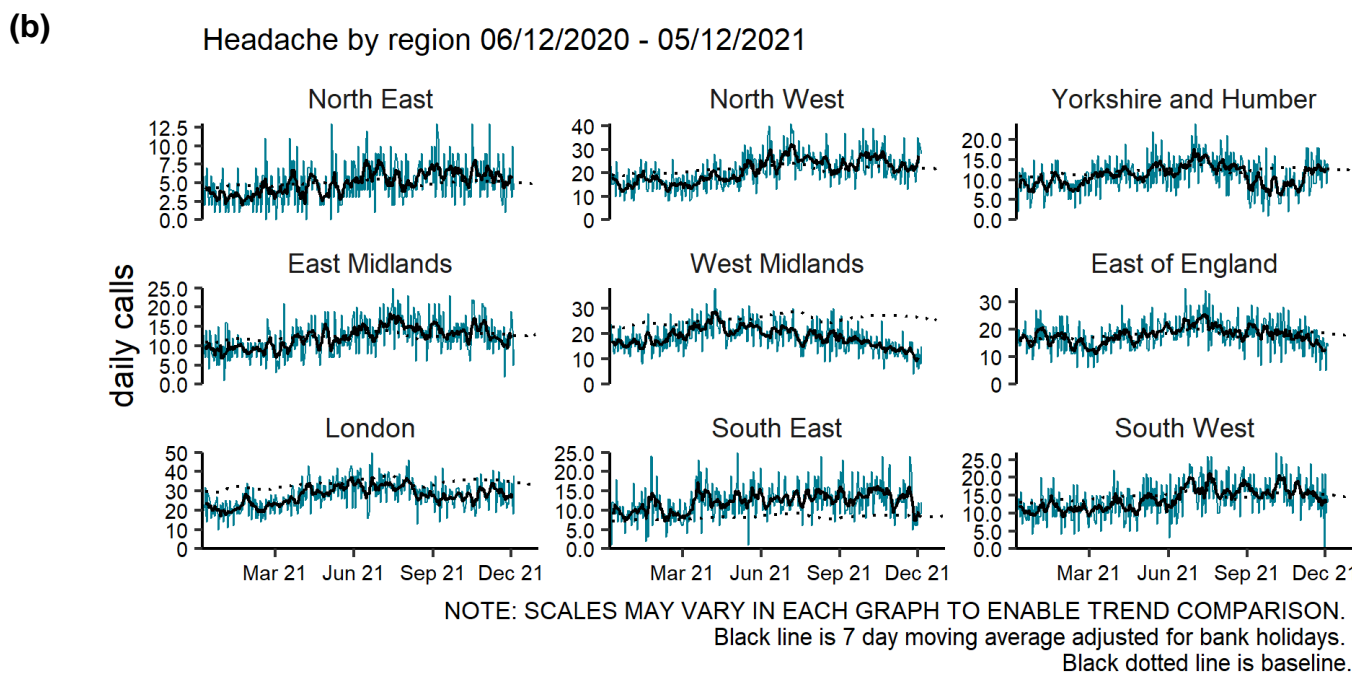 (b)
Headache by region 06/12/2020 - 05/12/2021
daily calls
North East
12.5
10.0
7.5
5.0
2.5
0.0
North West
40
30
20
10
0
Yorkshire and Humber
20.0
15.0
10.0
5.0
0.0
East Midlands
25.0
20.0
15.0
10.0
5.0
0.0
West Midlands
30
20
10
0
East of England
30
20
10
0
London
50
40
30
20
10
0
Mar 21 Jun 21 Sep 21 Dec 21
South East
25.0
20.0
15.0
10.0
5.0
0.0
Mar 21 Jun 21 Sep 21 Dec 21
South West
25.0
20.0
15.0
10.0
5.0
0.0
Mar 21 Jun 21 Sep 21 Dec 21
NOTE: SCALES MAY VARY IN EACH GRAPH TO ENABLE TREND COMPARISON.
Black line is 7 day moving average adjusted for bank holidays.
Black dotted line is baseline.